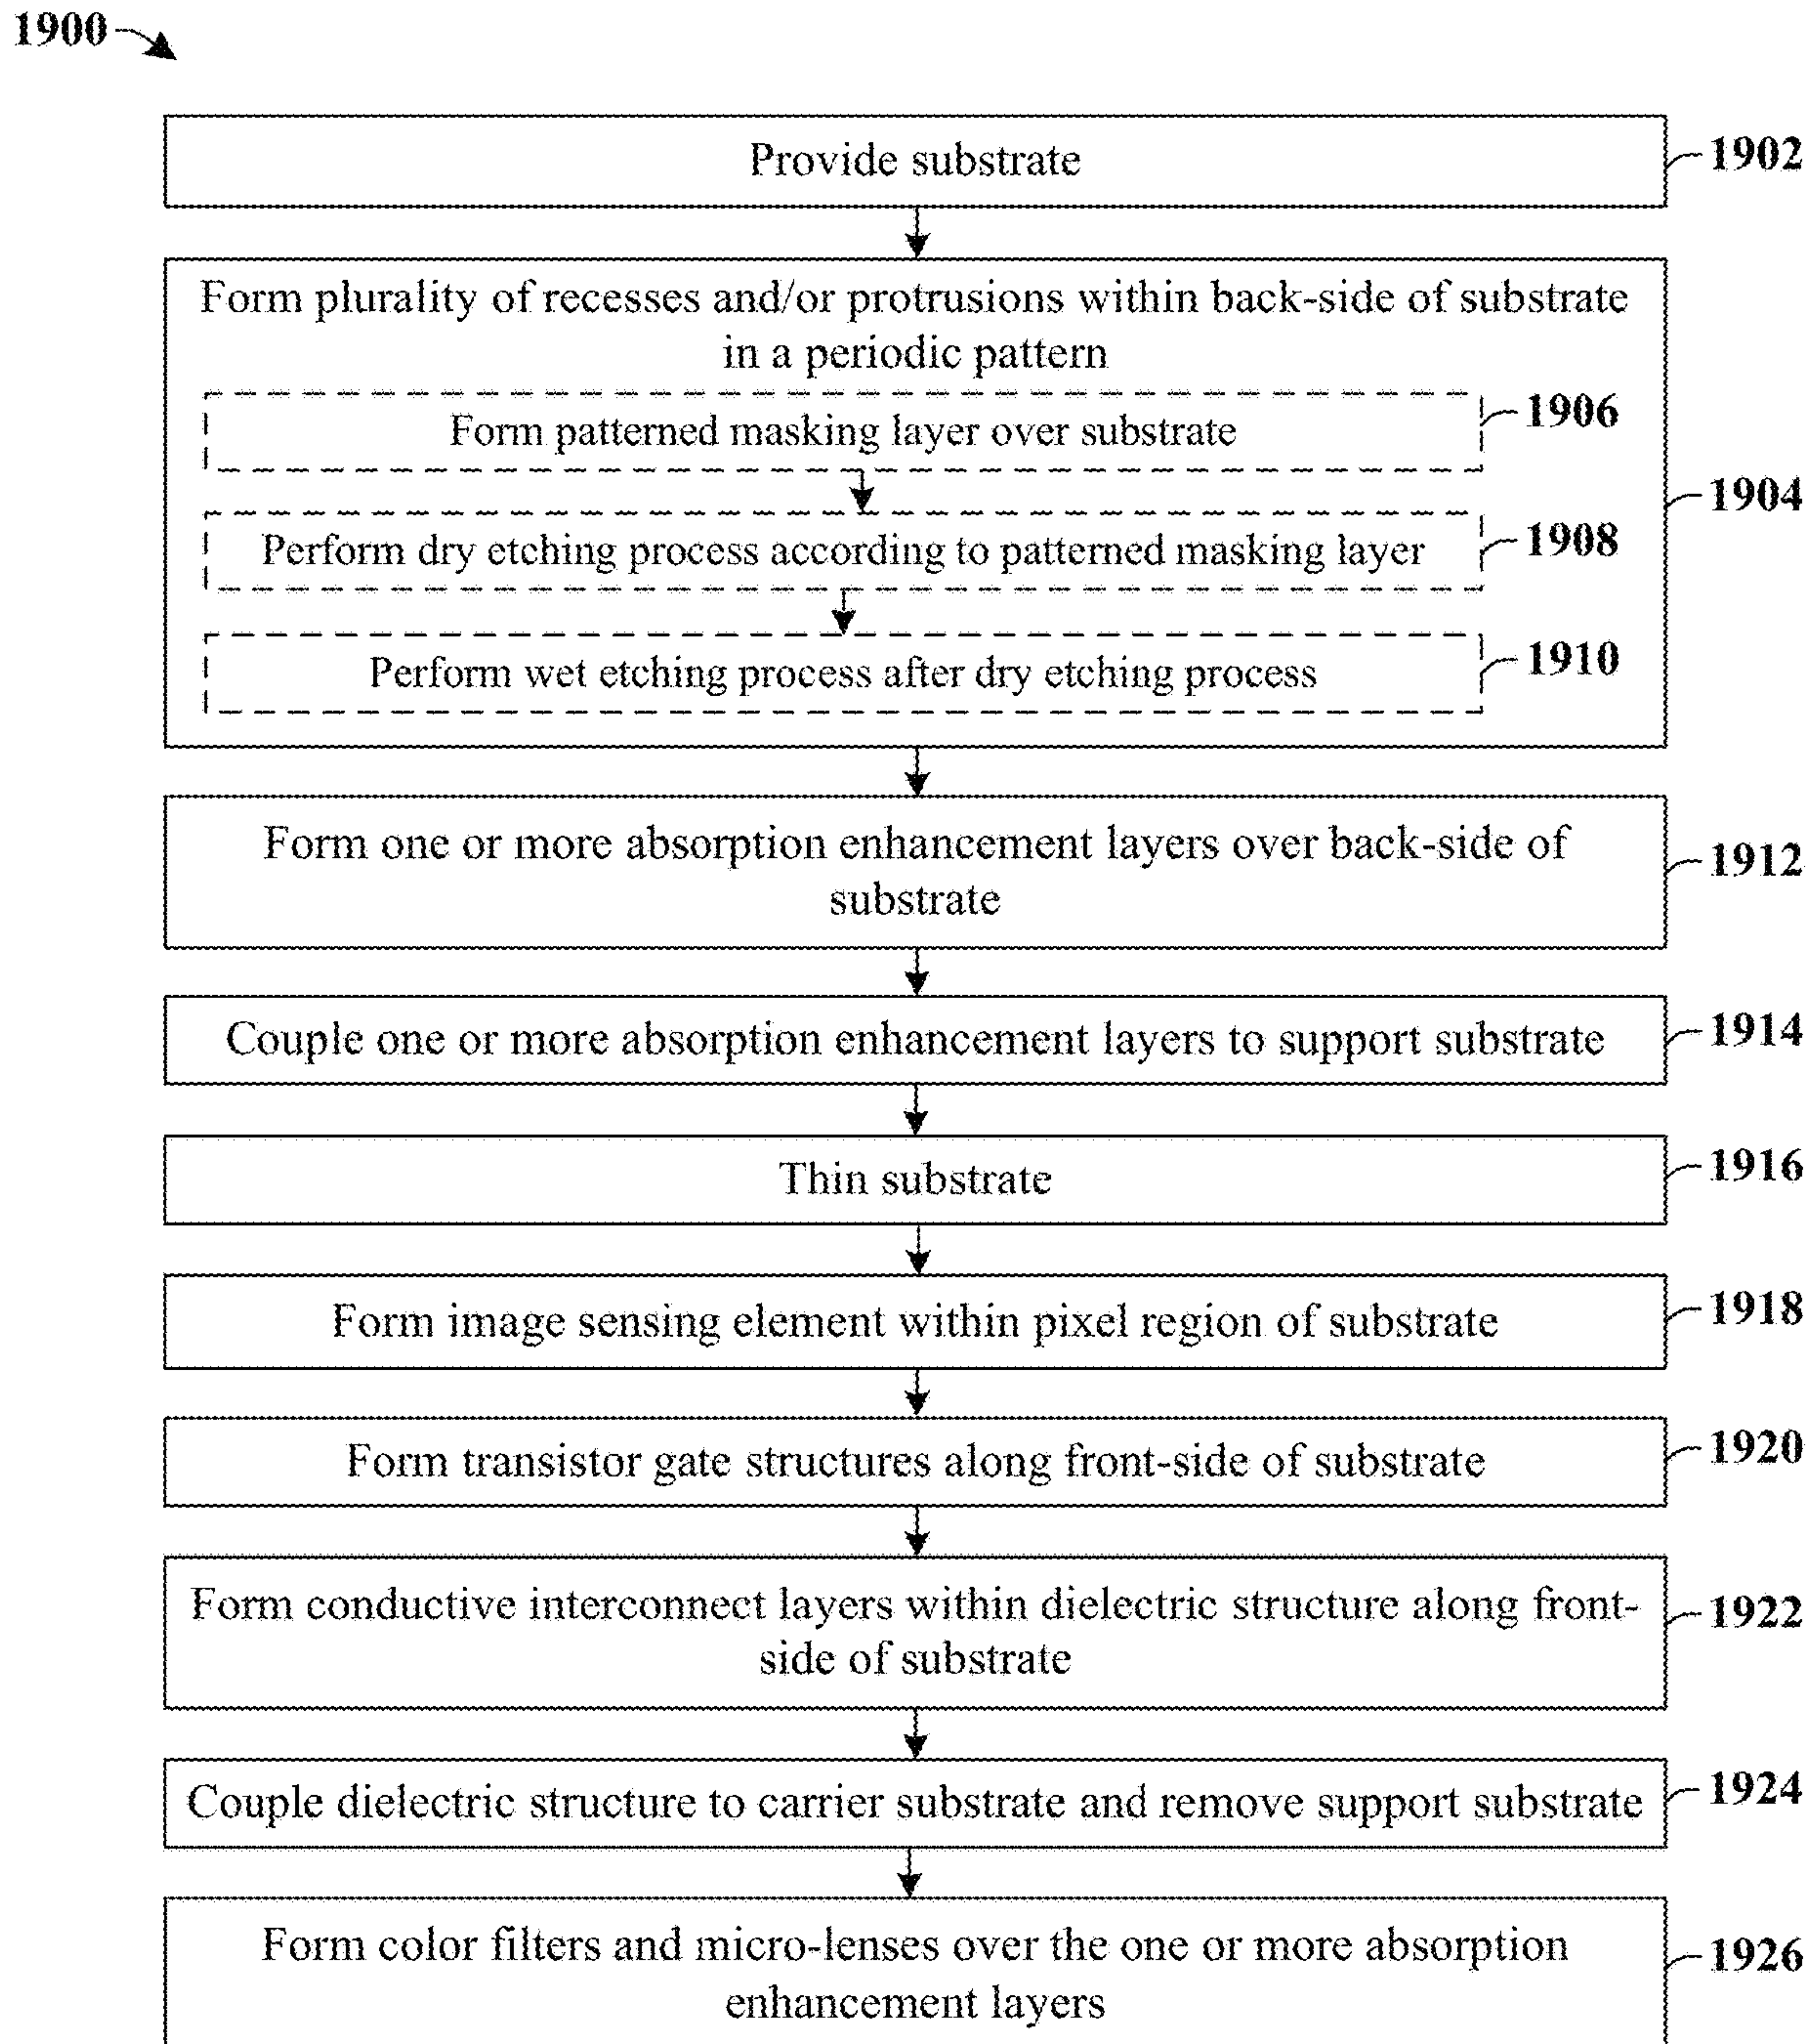 1900
Provide substrate
1902
Form plurality of recesses and/or protrusions within back-side of substrate
in a periodic pattern
1904
Form patterned masking layer over substrate
1906
Perform dry etching process according to patterned masking layer
1908
Perform wet etching process after dry etching process
1910
Form one or more absorption enhancement layers over back-side of
substrate
1912
Couple one or more absorption enhancement layers to support substrate
1914
Thin substrate
1916
Form image sensing element within pixel region of substrate
1918
Form transistor gate structures along front-side of substrate
1920
Form conductive interconnect layers within dielectric structure along front-
side of substrate
1922
Couple dielectric structure to carrier substrate and remove support substrate
1924
Form color filters and micro-lenses over the one or more absorption
enhancement layers
1926